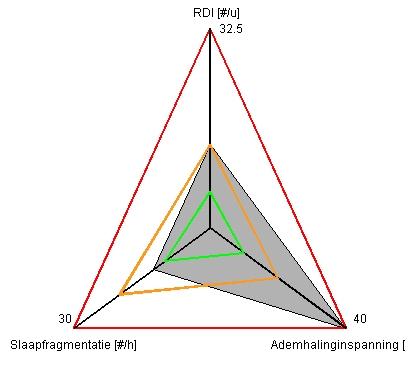 RDI [#/u]
32.5
30
40
Slaapfragmentatie [#/h]
Ademhalinginspanning [